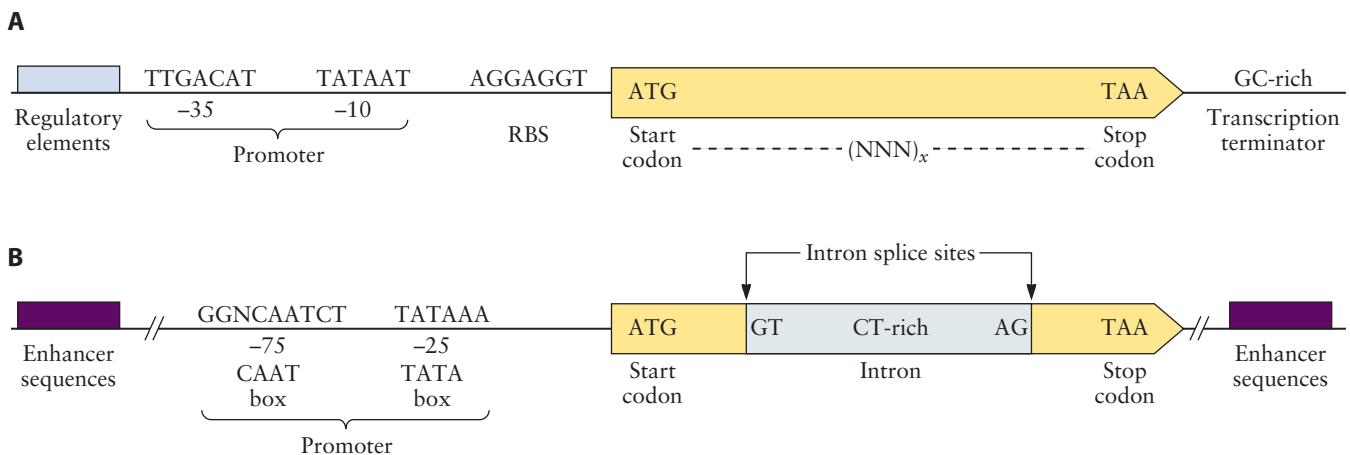 A
TTGACAT TATAAT AGGAGGT ATG TAA GC-rich
Regulatory elements
–35 –10
Promoter
RBS
Start codon
(NNN)x
Stop codon
Transcription terminator
B
Intron splice sites
GGNCAATCT TATAAA ATG GT CT-rich AG TAA
Enhancer sequences
–75
CAAT box
–25
TATA box
Promoter
Start codon
Intron
Stop codon
Enhancer sequences